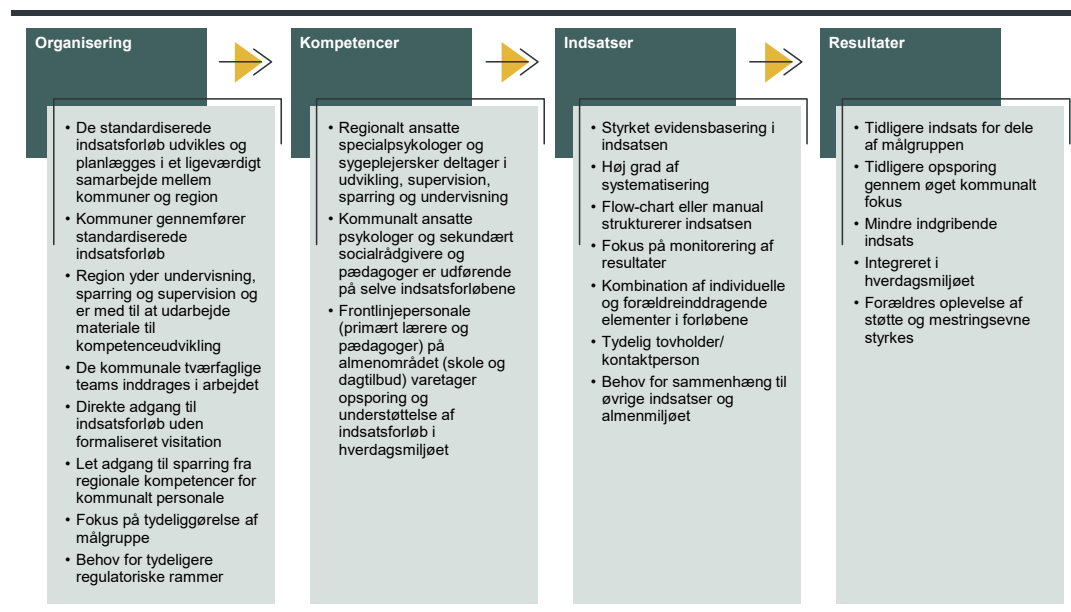 Organisering
• De standardiserede
indsatsforløb udvikles og
planlægges i et ligeværdigt
samarbejde mellem
kommuner og region
• Kommuner gennemfører
standardiserede
indsatsforløb
• Region yder undervisning,
sparring og supervision og
er med til at udarbejde
materiale til
kompetenceudvikling
• De kommunale tværfaglige
teams inddrages i arbejdet
• Direkte adgang til
indsatsforløb uden
formaliseret visitation
• Let adgang til sparring fra
regionale kompetencer for
kommunalt personale
• Fokus på tydeliggørelse af
målgruppe
• Behov for tydeligere
regulatoriske rammer
Kompetencer
• Regionalt ansatte
specialpsykologer og
sygeplejersker deltager i
udvikling, supervision,
sparring og undervisning
• Kommunalt ansatte
psykologer og sekundært
socialrådgivere og
pædagoger er udførende
på selve indsatsforløbene
• Frontlinjepersonale
(primært lærere og
pædagoger) på
almenområdet (skole og
dagtilbud) varetager
opsporing og
understøttelse af
indsatsforløb i
hverdagsmiljøet
Indsatser
• Styrket evidensbasering i
indsatsen
• Høj grad af
systematisering
• Flow-chart eller manual
strukturerer indsatsen
• Fokus på monitorering af
resultater
• Kombination af individuelle
og forældreinddragende
elementer i forløbene
• Tydelig tovholder/
kontaktperson
• Behov for sammenhæng til
øvrige indsatser og
almenmiljøet
Resultater
• Tidligere indsats for dele
af målgruppen
• Tidligere opsporing
gennem øget kommunalt
fokus
• Mindre indgribende
indsats
• Integreret i
hverdagsmiljøet
• Forældres oplevelse af
støtte og mestringsevne
styrkes